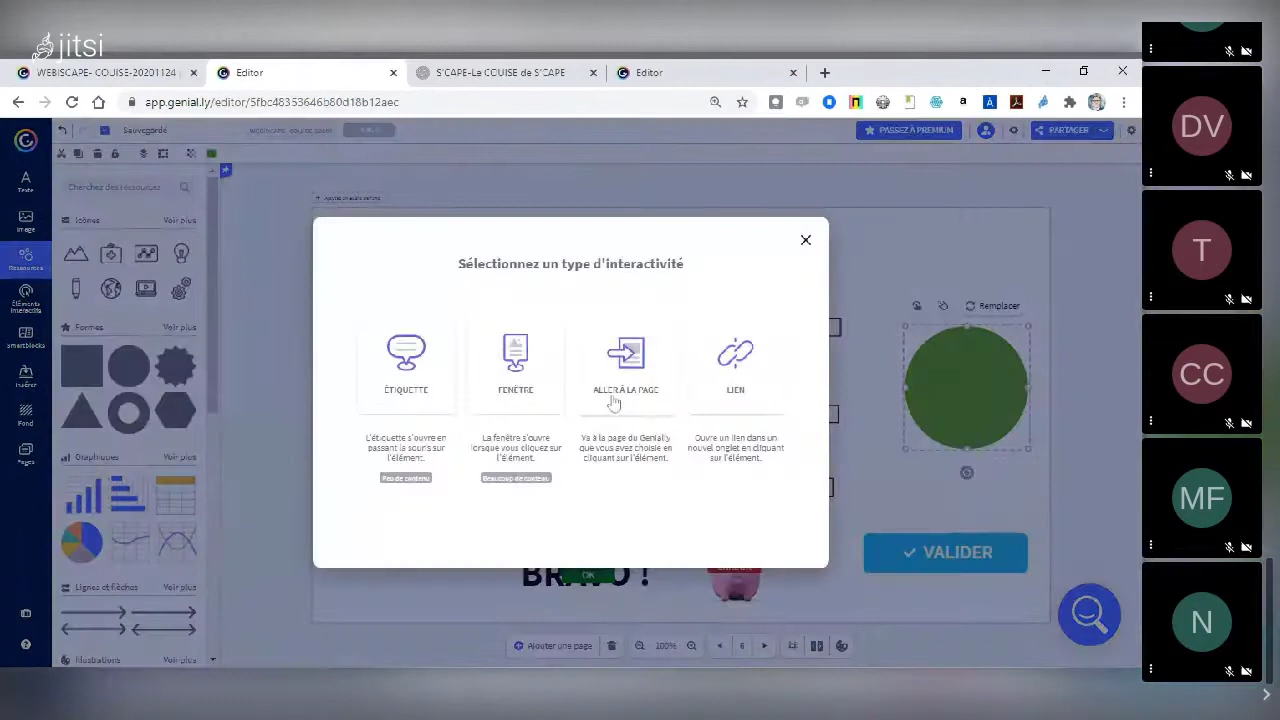 jitsi
WEBISCAPE- COUISE-20201124
Editor
CAPE-La COUISE de S'CAPE
Editor
Sauvegardé
PASSEZ À PREMIUM
PARTAGER
Texte
Image
Ressources
Éléments interactifs
Smartblocks
Insérer
Fond
Pages
Cherchez des ressources
Icônes
Voir plus
Formes
Voir plus
Graphiques
Voir plus
Lignes et flèches
Voir plus
Illustrations
Voir plus
Sélectionnez un type d'interactivité
ÉTIQUETTE
FENÊTRE
ALLER À LA PAGE
LIEN
L'étiquette s'ouvre en
passant la souris sur
l'élément.
Peu de contenu
La fenêtre s'ouvre
lorsque vous cliquez sur
l'élément.
Beaucoup de contenu
Va à la page du Genially
que vous avez choisie en
cliquant sur l'élément.
Ouvre un lien dans un
nouvel onglet en cliquant
sur l'élément.
Remplacer
VALIDER
BRAVO !
OK
Ajouter une page
100%
6
DV
T
CC
MF
N